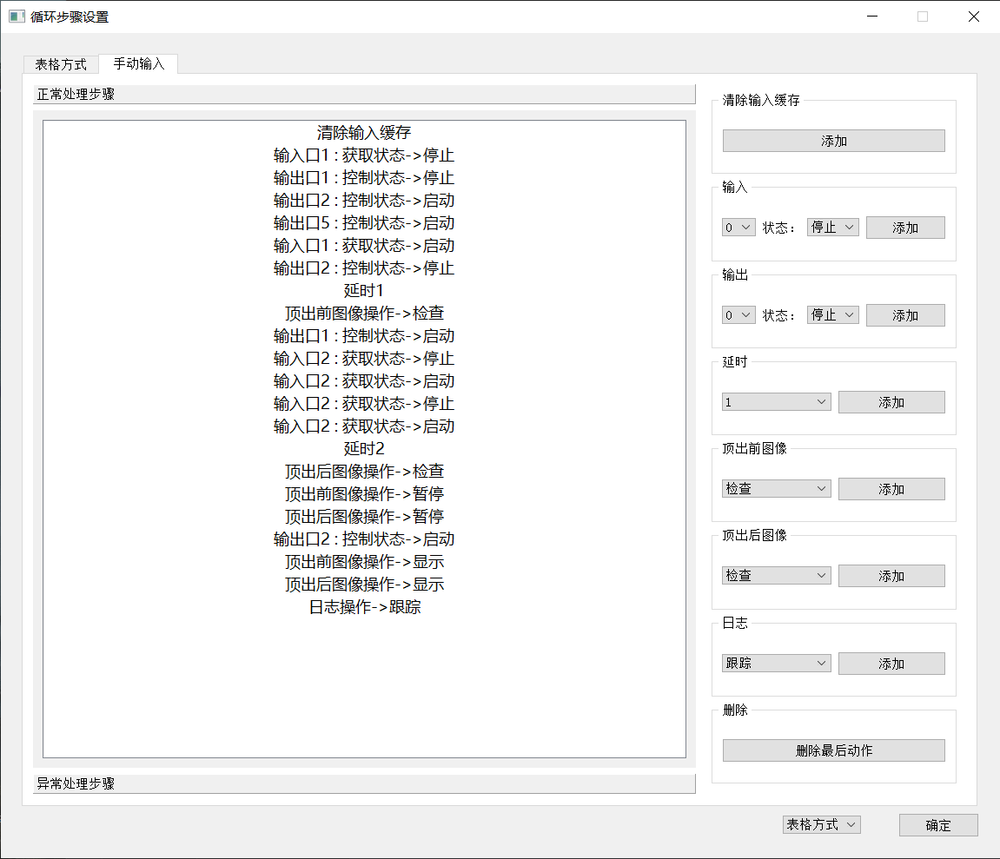 循环步骤设置
表格方式 手动输入
正常处理步骤
清除输入缓存
输入口1 : 获取状态->停止
输出口1 : 控制状态->停止
输出口2 : 控制状态->启动
输出口5 : 控制状态->启动
输入口1 : 获取状态->启动
输出口2 : 控制状态->停止
延时1
顶出前图像操作->检查
输出口1 : 控制状态->启动
输入口2 : 获取状态->停止
输入口2 : 获取状态->启动
输入口2 : 获取状态->停止
输入口2 : 获取状态->启动
延时2
顶出后图像操作->检查
顶出前图像操作->暂停
顶出后图像操作->暂停
输出口2 : 控制状态->启动
顶出前图像操作->显示
顶出后图像操作->显示
日志操作->跟踪
异常处理步骤
清除输入缓存
添加
输入
0 状态： 停止 添加
输出
0 状态： 停止 添加
延时
1 添加
顶出前图像
检查 添加
顶出后图像
检查 添加
日志
跟踪 添加
删除
删除最后动作
表格方式 确定